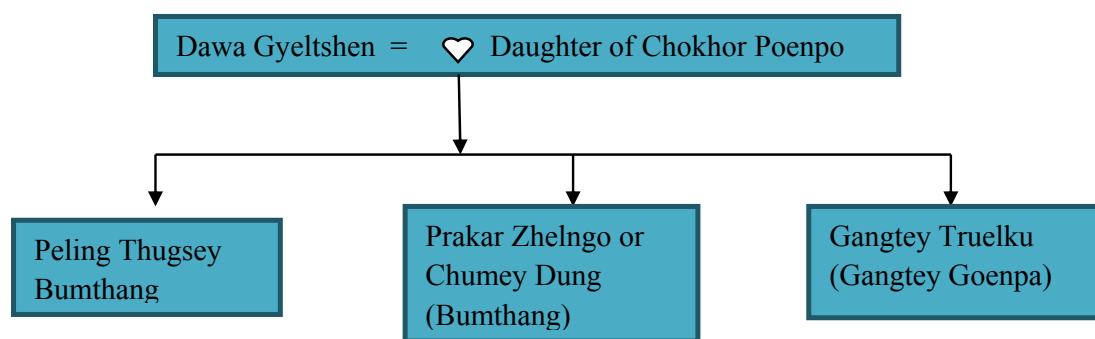 Dawa Gyeltshen = Daughter of Chokhor Poenpo
Peling Thugsey
Bumthang
Prakar Zhelngo or
Chumey Dung
(Bumthang)
Gangtey Truelku
(Gangtey Goenpa)